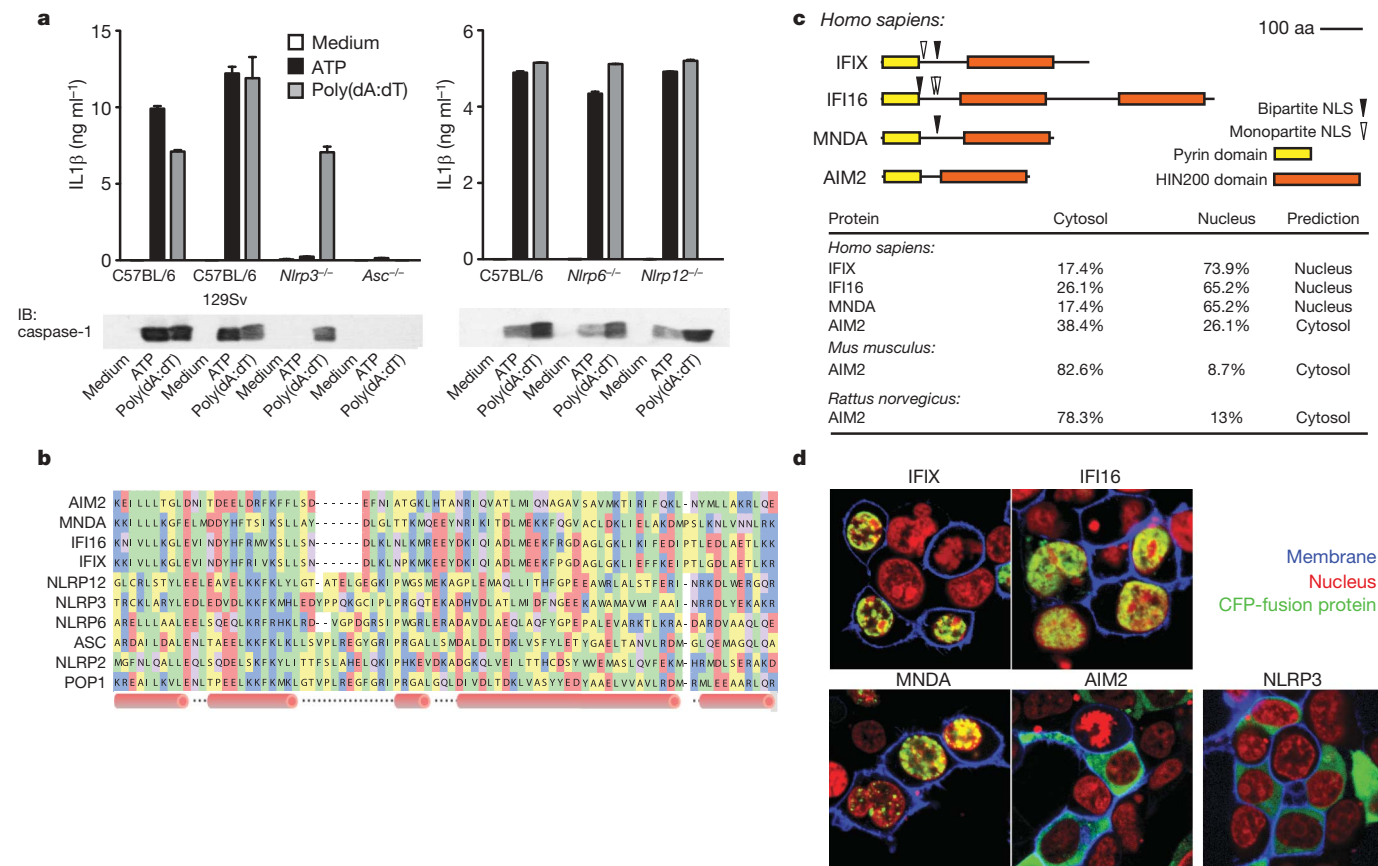 a
15
10
5
0
IL1β (ng ml–1)
Medium
ATP
Poly(dA:dT)
C57BL/6
C57BL/6
129Sv
Nlrp3–/–
Asc–/–
6
4
2
0
IL1β (ng ml–1)
C57BL/6
Nlrp6–/–
Nlrp12–/–
IB:
caspase-1
Medium
ATP
Poly(dA:dT)
Medium
ATP
Poly(dA:dT)
Medium
ATP
Poly(dA:dT)
Medium
ATP
Poly(dA:dT)
Medium
ATP
Poly(dA:dT)
Medium
ATP
Poly(dA:dT)
Medium
ATP
Poly(dA:dT)
b
AIM2
MNDA
IFI16
IFIX
NLRP12
NLRP3
NLRP6
ASC
NLRP2
POP1
c
Homo sapiens:
100 aa
IFIX
IFI16
MNDA
AIM2
Bipartite NLS
Monopartite NLS
Pyrin domain
HIN200 domain
Protein Cytosol Nucleus Prediction
Homo sapiens:
IFIX 17.4% 73.9% Nucleus
IFI16 26.1% 65.2% Nucleus
MNDA 17.4% 65.2% Nucleus
AIM2 38.4% 26.1% Cytosol
Mus musculus:
AIM2 82.6% 8.7% Cytosol
Rattus norvegicus:
AIM2 78.3% 13% Cytosol
d
IFIX
IFI16
Membrane
Nucleus
CFP-fusion protein
MNDA
AIM2
NLRP3